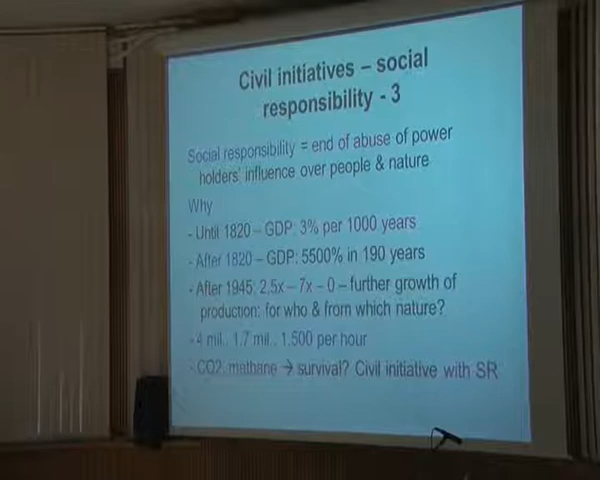 Civil initiatives – social
responsibility - 3
Social responsibility = end of abuse of power
holders' influence over people & nature
Why
- Until 1820 – GDP: 3% per 1000 years
- After 1820 – GDP: 5500% in 190 years
- After 1945: 2,5x – 7x – 0 – further growth of
production: for who & from which nature?
- 4 mil., 1.7 mil., 1.500 per hour
- CO2, methane → survival? Civil initiative with SR